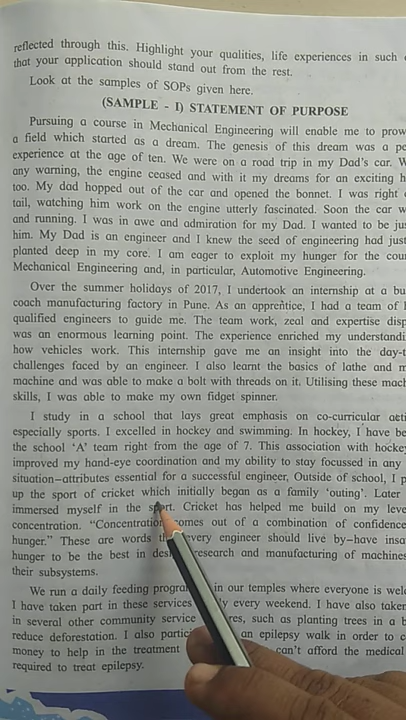 reflected through this. Highlight your qualities, life experiences in such
that your application should stand out from the rest.
Look at the samples of SOPs given here.
(SAMPLE - I) STATEMENT OF PURPOSE
Pursuing a course in Mechanical Engineering will enable me to prow
a field which started as a dream. The genesis of this dream was a pe
experience at the age of ten. We were on a road trip in my Dad's car. W
any warning, the engine ceased and with it my dreams for an exciting h
too. My dad hopped out of the car and opened the bonnet. I was right
tail, watching him work on the engine utterly fascinated. Soon the car w
and running. I was in awe and admiration for my Dad. I wanted to be jus
him. My Dad is an engineer and I knew the seed of engineering had just
planted deep in my core. I am eager to exploit my hunger for the cour
Mechanical Engineering and, in particular, Automotive Engineering.
Over the summer holidays of 2017, I undertook an internship at a bu
coach manufacturing factory in Pune. As an apprentice, I had a team of
qualified engineers to guide me. The team work, zeal and expertise disp
was an enormous learning point. The experience enriched my understandi
how vehicles work. This internship gave me an insight into the day-t
challenges faced by an engineer. I also learnt the basics of lathe and m
machine and was able to make a bolt with threads on it. Utilising these mach
skills, I was able to make my own fidget spinner.
I study in a school that lays great emphasis on co-curricular acti
especially sports. I excelled in hockey and swimming. In hockey, I have be
the school 'A' team right from the age of 7. This association with hockey
improved my hand-eye coordination and my ability to stay focussed in any
situation–attributes essential for a successful engineer, Outside of school, I p
up the sport of cricket which initially began as a family 'outing'. Later
immersed myself in the sport. Cricket has helped me build on my leve
concentration. "Concentration comes out of a combination of confidence
hunger." These are words every engineer should live by–have insa
hunger to be the best in research and manufacturing of machines
their subsystems.
We run a daily feeding in our temples where everyone is welc
I have taken part in these services every weekend. I have also taken
in several other community service such as planting trees in a b
reduce deforestation. I also an epilepsy walk in order to c
money to help in the treatment can't afford the medical
required to treat epilepsy.